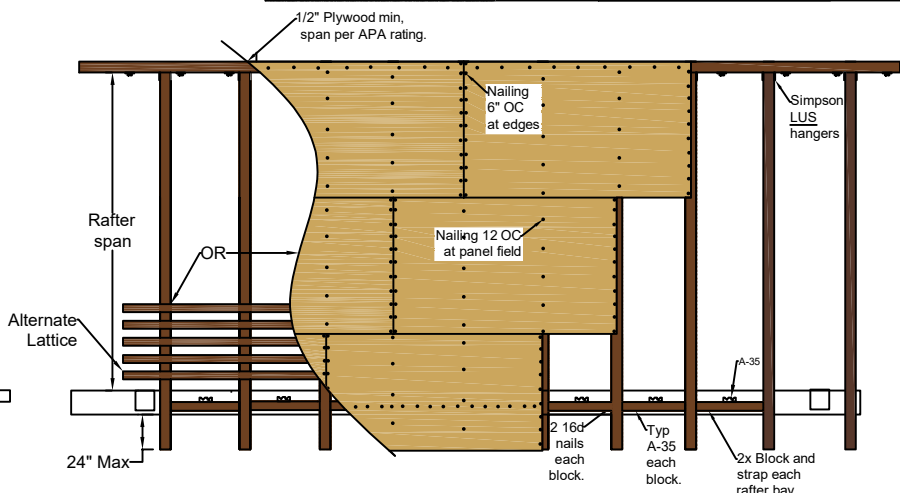 1/2" Plywood min,
span per APA rating.
Nailing
6" OC
at edges
Simpson
LUS
hangers
Rafter
span
OR
Nailing 12 OC
at panel field
Alternate
Lattice
A-35
24" Max
2 16d
nails
each
block.
Typ
A-35
each
block.
2x Block and
strap each
rafter bay